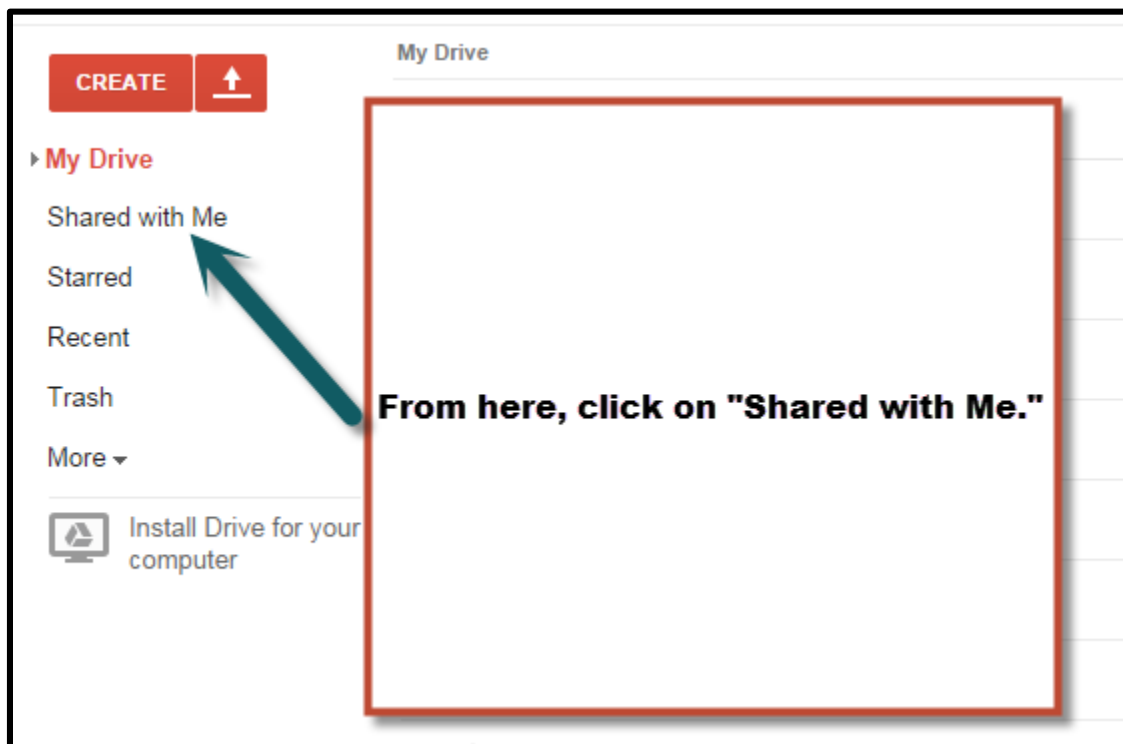 My Drive
CREATE
My Drive
Shared with Me
Starred
Recent
Trash
More
Install Drive for your
computer
From here, click on "Shared with Me."